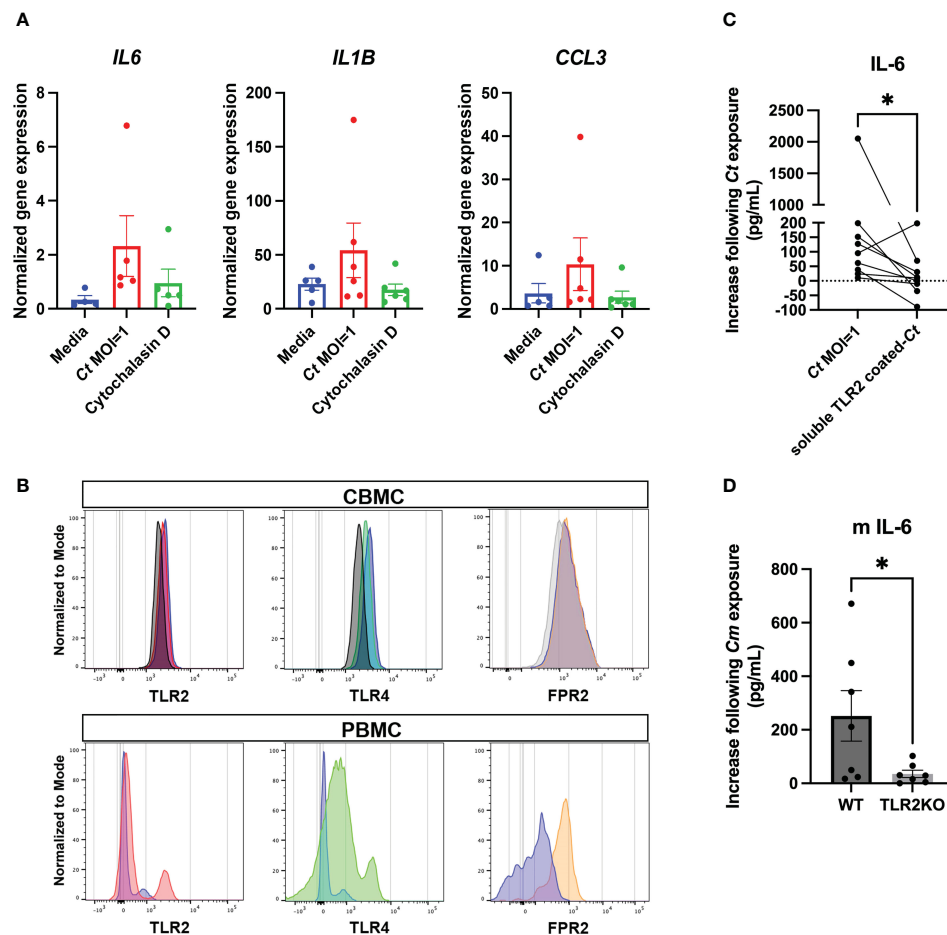 A
IL6
IL1B
CCL3
Normalized gene expression
8
6
4
2
0
Media
Ct MOI=1
Cytochalasin D
Normalized gene expression
200
150
100
50
0
Media
Ct MOI=1
Cytochalasin D
Normalized gene expression
50
40
30
20
10
0
Media
Ct MOI=1
Cytochalasin D
C
IL-6
*
Increase following Ct exposure
(pg/mL)
2500
2000
1500
1000
200
150
100
50
0
-50
-100
Ct MOI=1
soluble TLR2 coated-Ct
B
CBMC
Normalized to Mode
TLR2
TLR4
FPR2
PBMC
Normalized to Mode
TLR2
TLR4
FPR2
D
m IL-6
*
Increase following Cm exposure
(pg/mL)
800
600
400
200
0
WT
TLR2KO